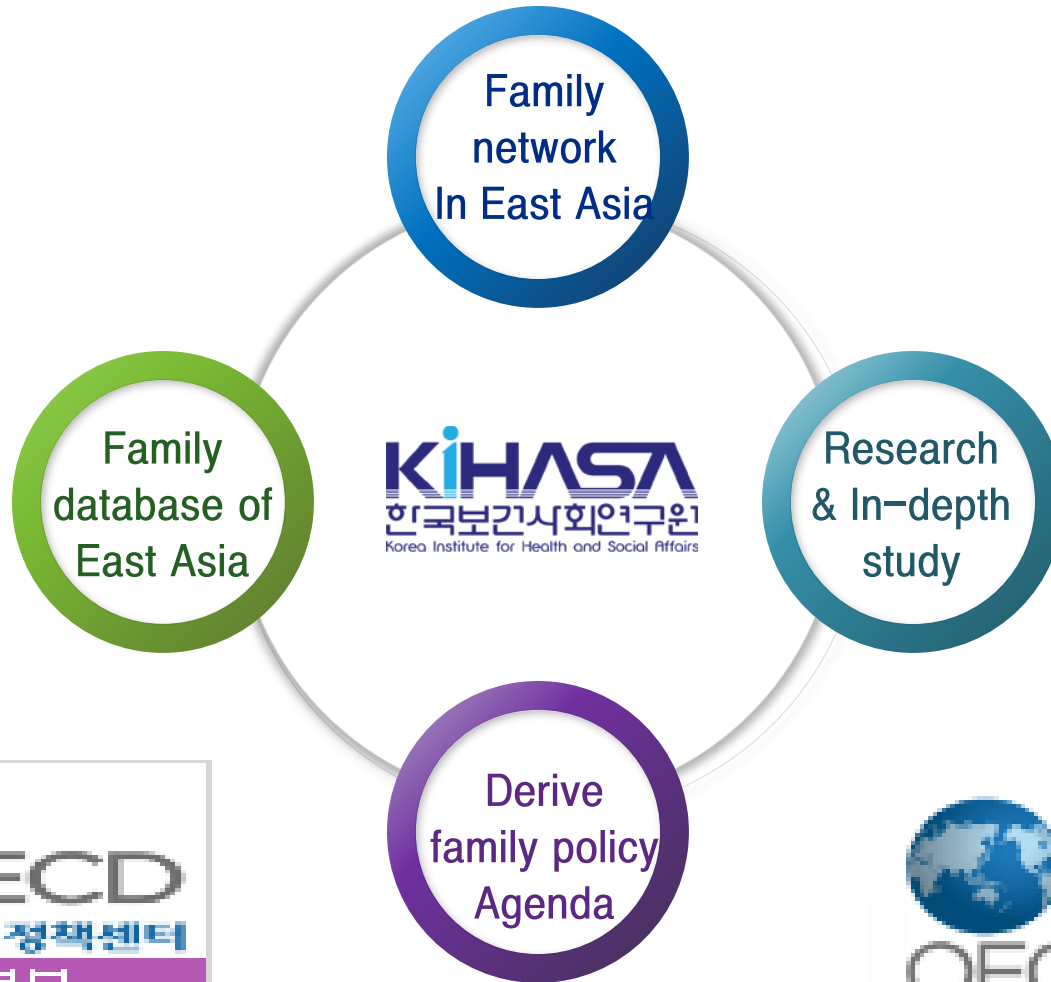 Family
network
In East Asia
Family
database of
East Asia
KiHASA
한국보건사회연구원
Korea Institute for Health and Social Affairs
Research
& In-depth
study
Derive
family policy
Agenda
ECD
정책센터
OEC